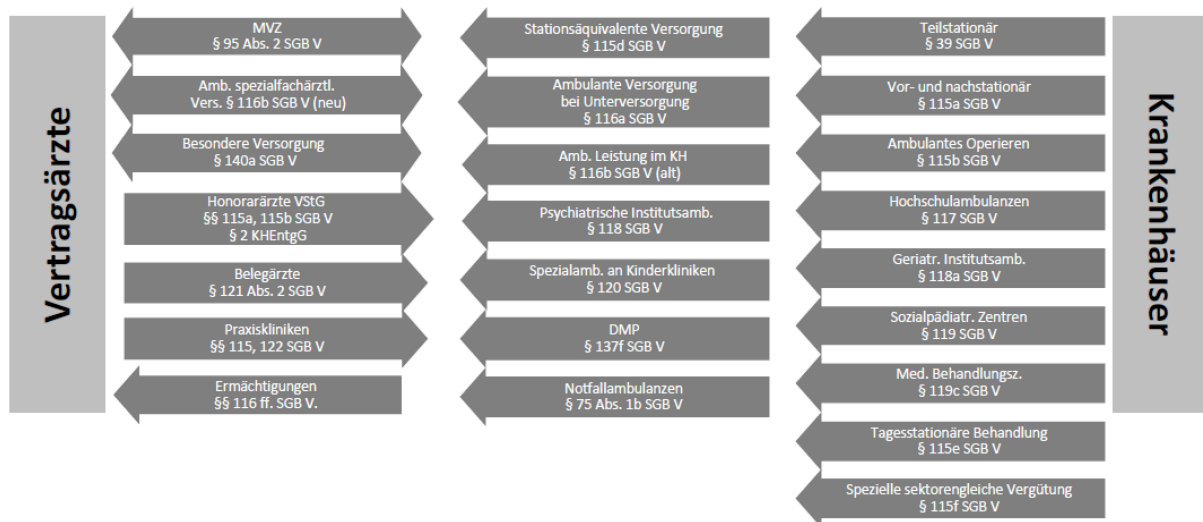 Vertragsärzte
MVZ
§ 95 Abs. 2 SGB V
Amb. spezialfachärztl.
Vers. § 116b SGB V (neu)
Besondere Versorgung
§ 140a SGB V
Honorarärzte VStG
§§ 115a, 115b SGB V
§ 2 KHEntgG
Belegärzte
§ 121 Abs. 2 SGB V
Praxiskliniken
§§ 115, 122 SGB V
Ermächtigungen
§§ 116 ff. SGB V.
Stationsäquivalente Versorgung
§ 115d SGB V
Ambulante Versorgung
bei Unterversorgung
§ 116a SGB V
Amb. Leistung im KH
§ 116b SGB V (alt)
Psychiatrische Institutsamb.
§ 118 SGB V
Spezialamb. an Kinderkliniken
§ 120 SGB V
DMP
§ 137f SGB V
Notfallambulanzen
§ 75 Abs. 1b SGB V
Teilstationär
§ 39 SGB V
Vor- und nachstationär
§ 115a SGB V
Ambulantes Operieren
§ 115b SGB V
Hochschulambulanzen
§ 117 SGB V
Geriatr. Institutsamb.
§ 118a SGB V
Sozialpädiatr. Zentren
§ 119 SGB V
Med. Behandlungsz.
§ 119c SGB V
Tagesstationäre Behandlung
§ 115e SGB V
Spezielle sektorengleiche Vergütung
§ 115f SGB V
Krankenhäuser